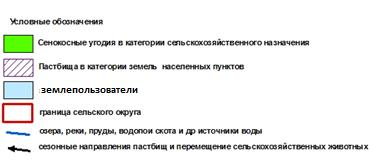 Условные обозначения
Сенокосные угодия в категории сельскохозяйственного назначения
Пастбища в категории земель населенных пунктов
землепользователи
граница сельского округа
озера, реки, пруды, водопои скота и др источники воды
сезонные направления пастбищ и перемещение сельскохозяйственных животных